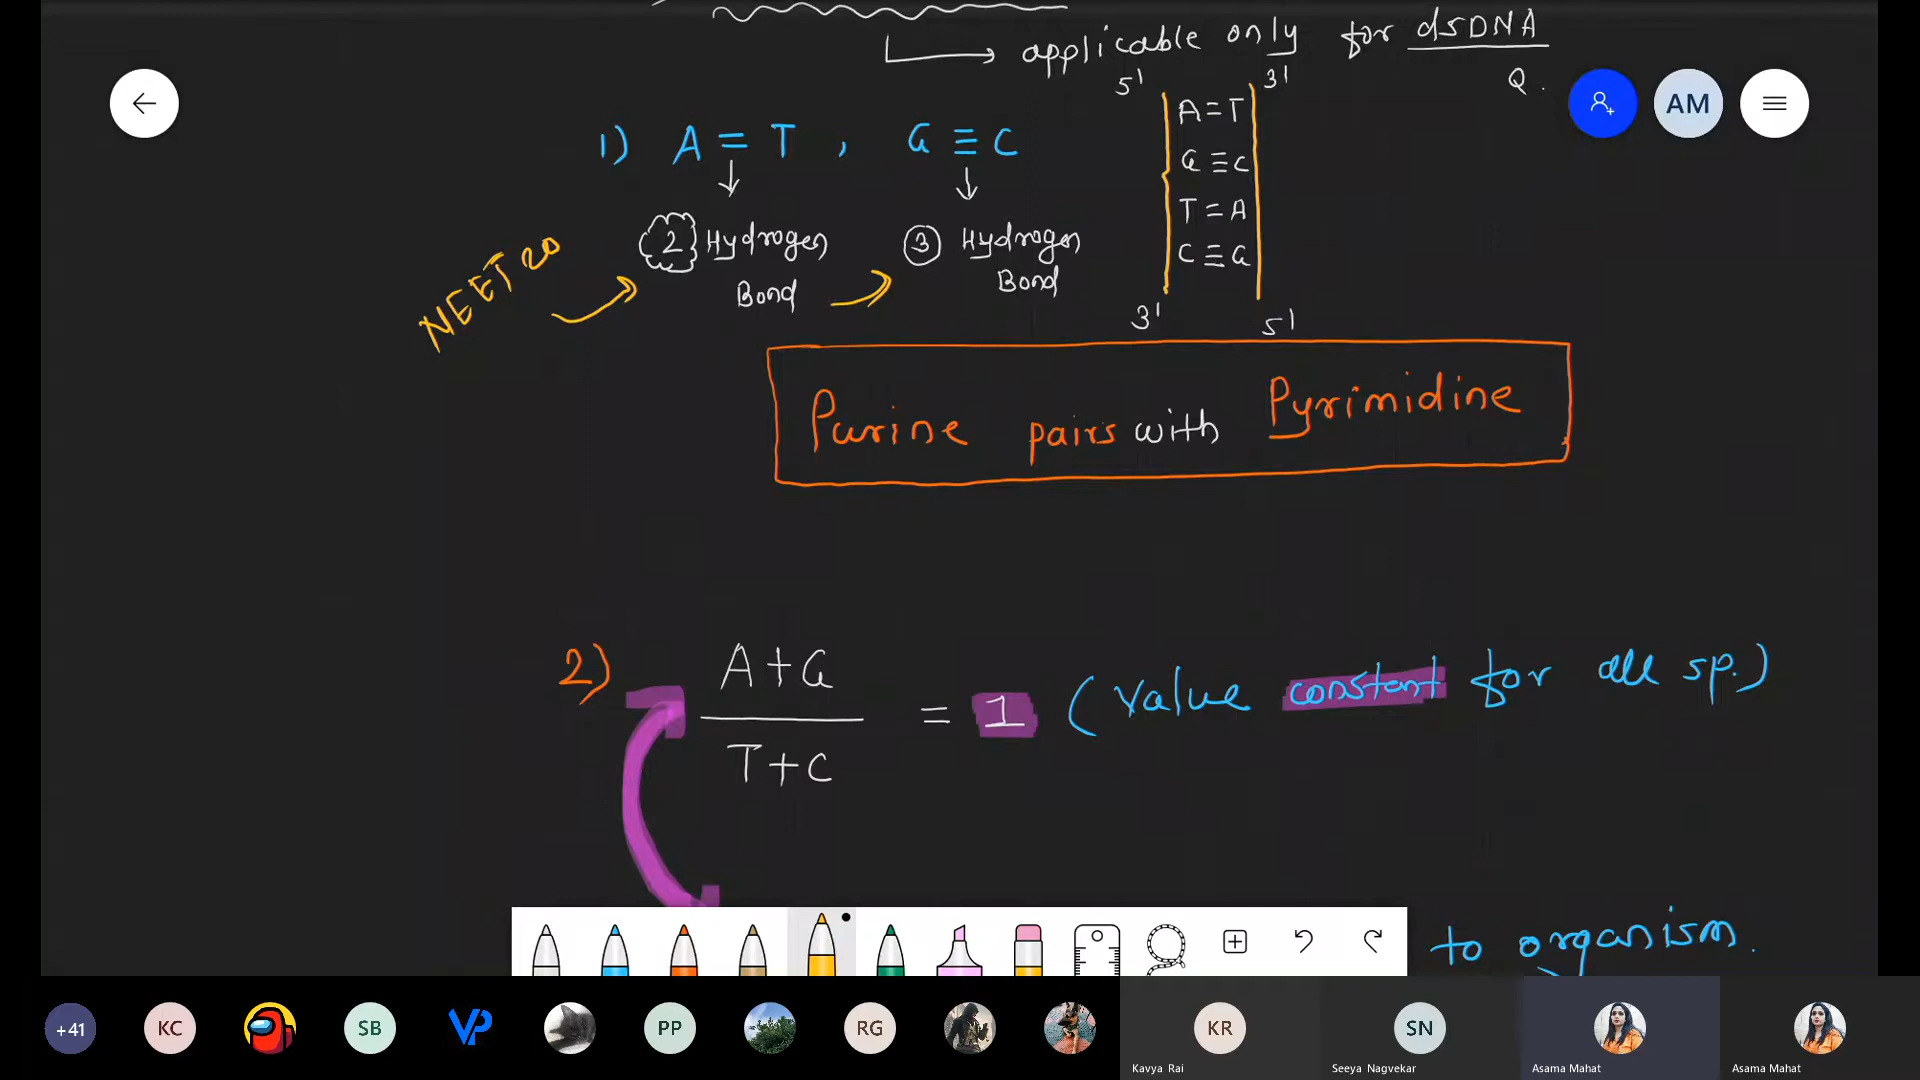 applicable only for dsDNA
5' 3' Q.
1) A = T , G ≡ C
A = T
G ≡ C
T = A
C ≡ G
3' 5'
2 Hydrogen Bond
3 Hydrogen Bond
NEET 20
Purine pairs with Pyrimidine
2) A+G
T+C
= 1 (value constant for all sp.)
to organism.
AM
+41
KC
SB
VP
PP
RG
KR
SN
Kavya Rai
Seeya Nagvekar
Asama Mahat
Asama Mahat